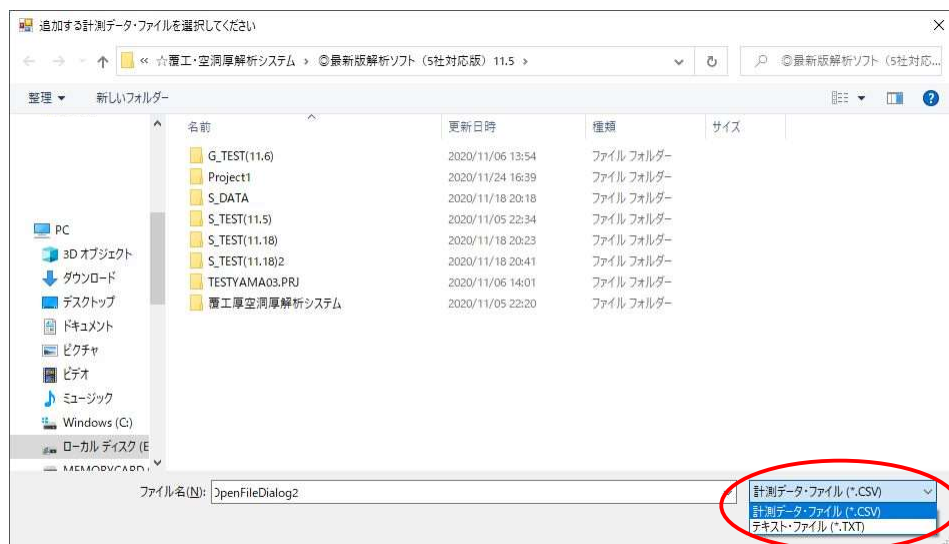 追加する計測データ・ファイルを選択してください
« ☆覆工・空洞厚解析システム › ◎最新版解析ソフト（5社対応版）11.5 ›
◎最新版解析ソフト（5社対応...
整理 新しいフォルダー
名前 更新日時 種類 サイズ
G_TEST(11.6) 2020/11/06 13:54 ファイル フォルダー
Project1 2020/11/24 16:39 ファイル フォルダー
S_DATA 2020/11/18 20:18 ファイル フォルダー
S_TEST(11.5) 2020/11/05 22:34 ファイル フォルダー
S_TEST(11.18) 2020/11/18 20:23 ファイル フォルダー
S_TEST(11.18)2 2020/11/18 20:41 ファイル フォルダー
TESTYAMA03.PRJ 2020/11/06 14:01 ファイル フォルダー
覆工厚空洞厚解析システム 2020/11/05 22:20 ファイル フォルダー
PC
3D オブジェクト
ダウンロード
デスクトップ
ドキュメント
ピクチャ
ビデオ
ミュージック
Windows (C:)
ローカル ディスク (E
MEMORYCARD
ファイル名(N): OpenFileDialog2
計測データ・ファイル (*.CSV)
計測データ・ファイル (*.CSV)
テキスト・ファイル (*.TXT)